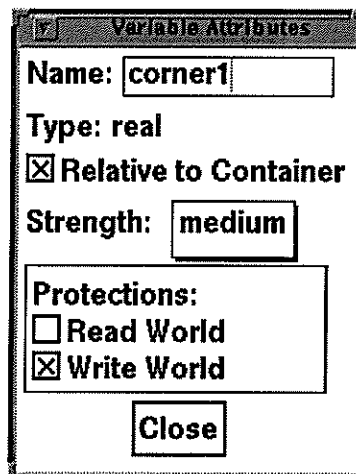 Variable Attributes
Name: corner1
Type: real
Relative to Container
Strength: medium
Protections:
Read World
Write World
Close